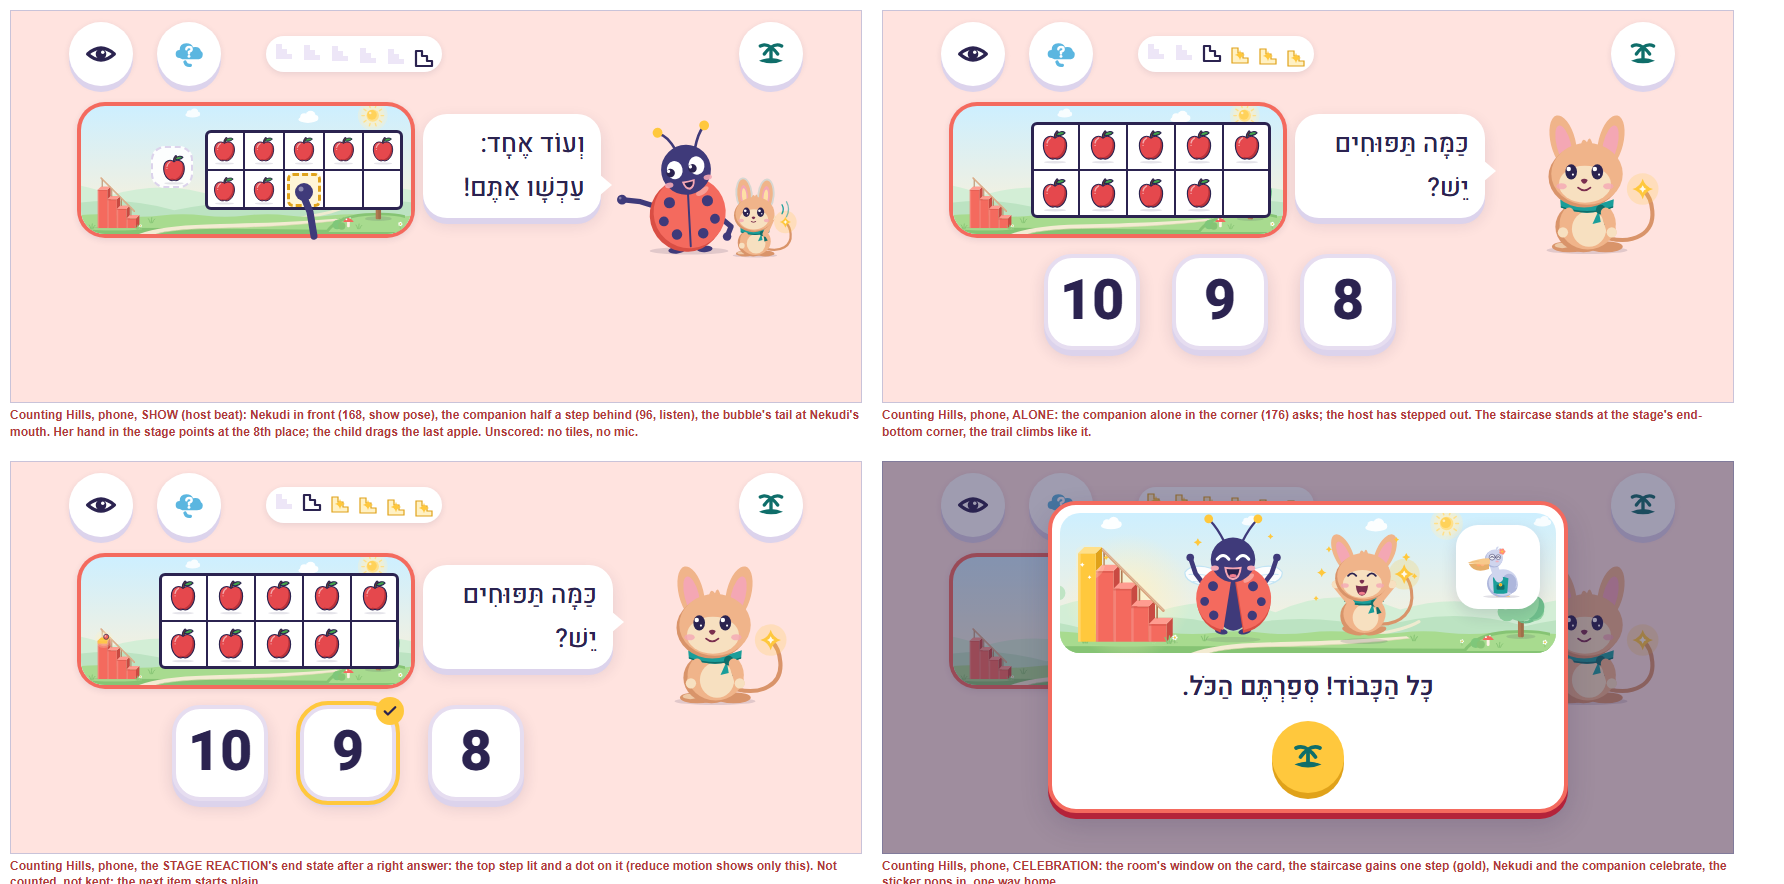 וְעוֹד אֶחָד:
עַכְשָׁו אַתֶּם!
Counting Hills, phone, SHOW (host beat): Nekudi in front (168, show pose), the companion half a step behind (96, listen), the bubble's tail at Nekudi's
mouth. Her hand in the stage points at the 8th place; the child drags the last apple. Unscored: no tiles, no mic.
כַּמָּה תַּפּוּחִים
יֵשׁ?
10 9 8
Counting Hills, phone, ALONE: the companion alone in the corner (176) asks; the host has stepped out. The staircase stands at the stage's end-
bottom corner, the trail climbs like it.
כַּמָּה תַּפּוּחִים
יֵשׁ?
10 9 8
Counting Hills, phone, the STAGE REACTION's end state after a right answer: the top step lit and a dot on it (reduce motion shows only this). Not
counted, not kept: the next item starts plain.
כָּל הַכָּבוֹד! סְפַרְתֶּם הַכֹּל.
Counting Hills, phone, CELEBRATION: the room's window on the card, the staircase gains one step (gold), Nekudi and the companion celebrate, the
sticker pops in, one way home.